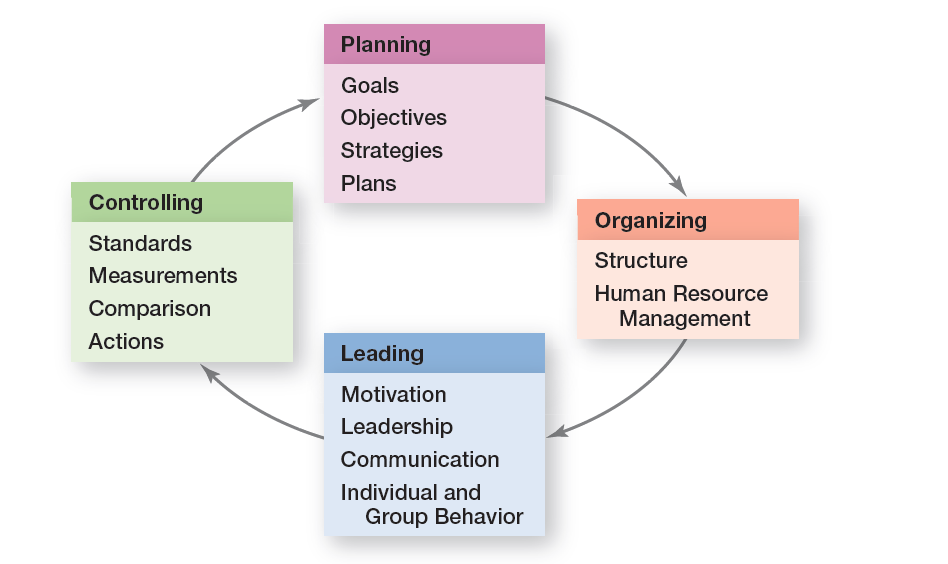 Planning
Goals
Objectives
Strategies
Plans
Controlling
Standards
Measurements
Comparison
Actions
Organizing
Structure
Human Resource
Management
Leading
Motivation
Leadership
Communication
Individual and
Group Behavior